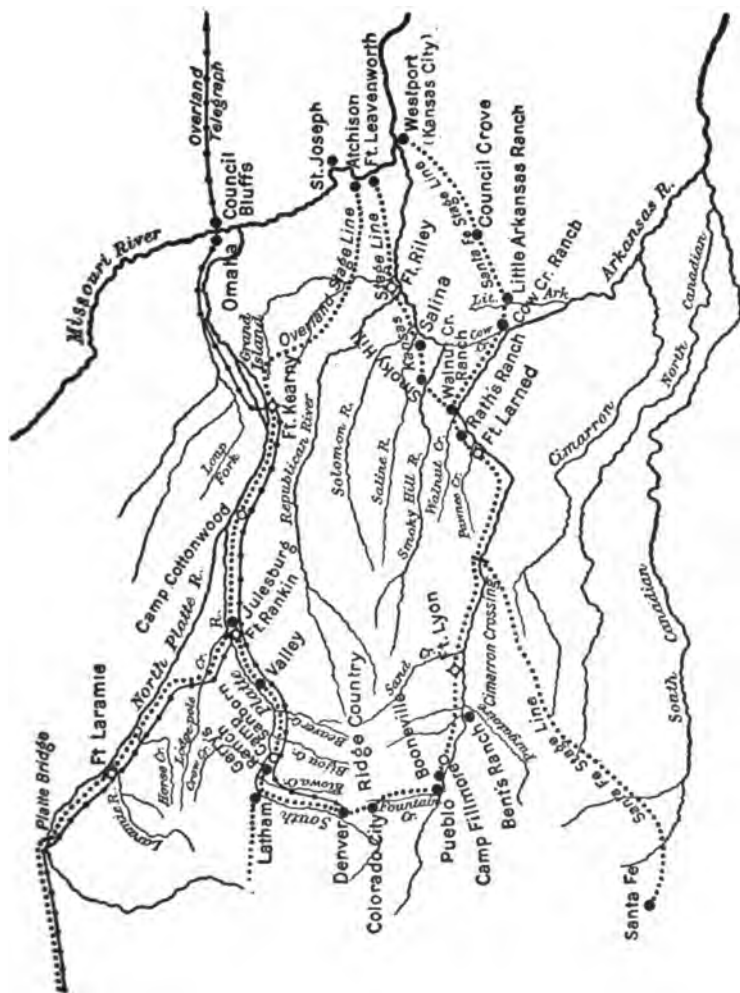 Missouri River
Overland
Telegraph
Council
Bluffs
Omaha
St. Joseph
Atchison
Ft. Leavenworth
Westport
(Kansas City)
Stage Line
Santa Fe
Council Grove
Little Arkansas Ranch
Cow Cr. Ranch
Lit.
Ark
Cow
Cr.
Arkansas R.
Overland
Stage Line
Stage Line
Ft. Riley
Kansas
Salina
Smoky Hill
Walnut Cr.
Ranch
Rath's Ranch
Ft. Larned
Grand
Island
Ft. Kearny
Loup
Fork
Republican River
Solomon R.
Saline R.
Smoky Hill R.
Walnut Cr.
Pawnee Cr.
Cimarron
North
Canadian
South
Canadian
Camp Cottonwood
Julesburg
Ft Rankin
R.
Valley
North Platte R.
Ft Laramie
Platte Bridge
Laramie R.
Horse Cr.
Lodge-pole
Cr.
Crow Cr.
Camp
Sanborn
Platte
South
Latham
Beaver Cr.
Bijou Cr.
Kiowa Cr.
Ridge Country
Denver
Colorado City
Fountain
Cr.
Pueblo
Booneville
Camp Fillmore
Bent's Ranch
Sand
Cr.
Ft. Lyon
Cimarron Crossing
Santa Fe Stage Line
Santa Fe